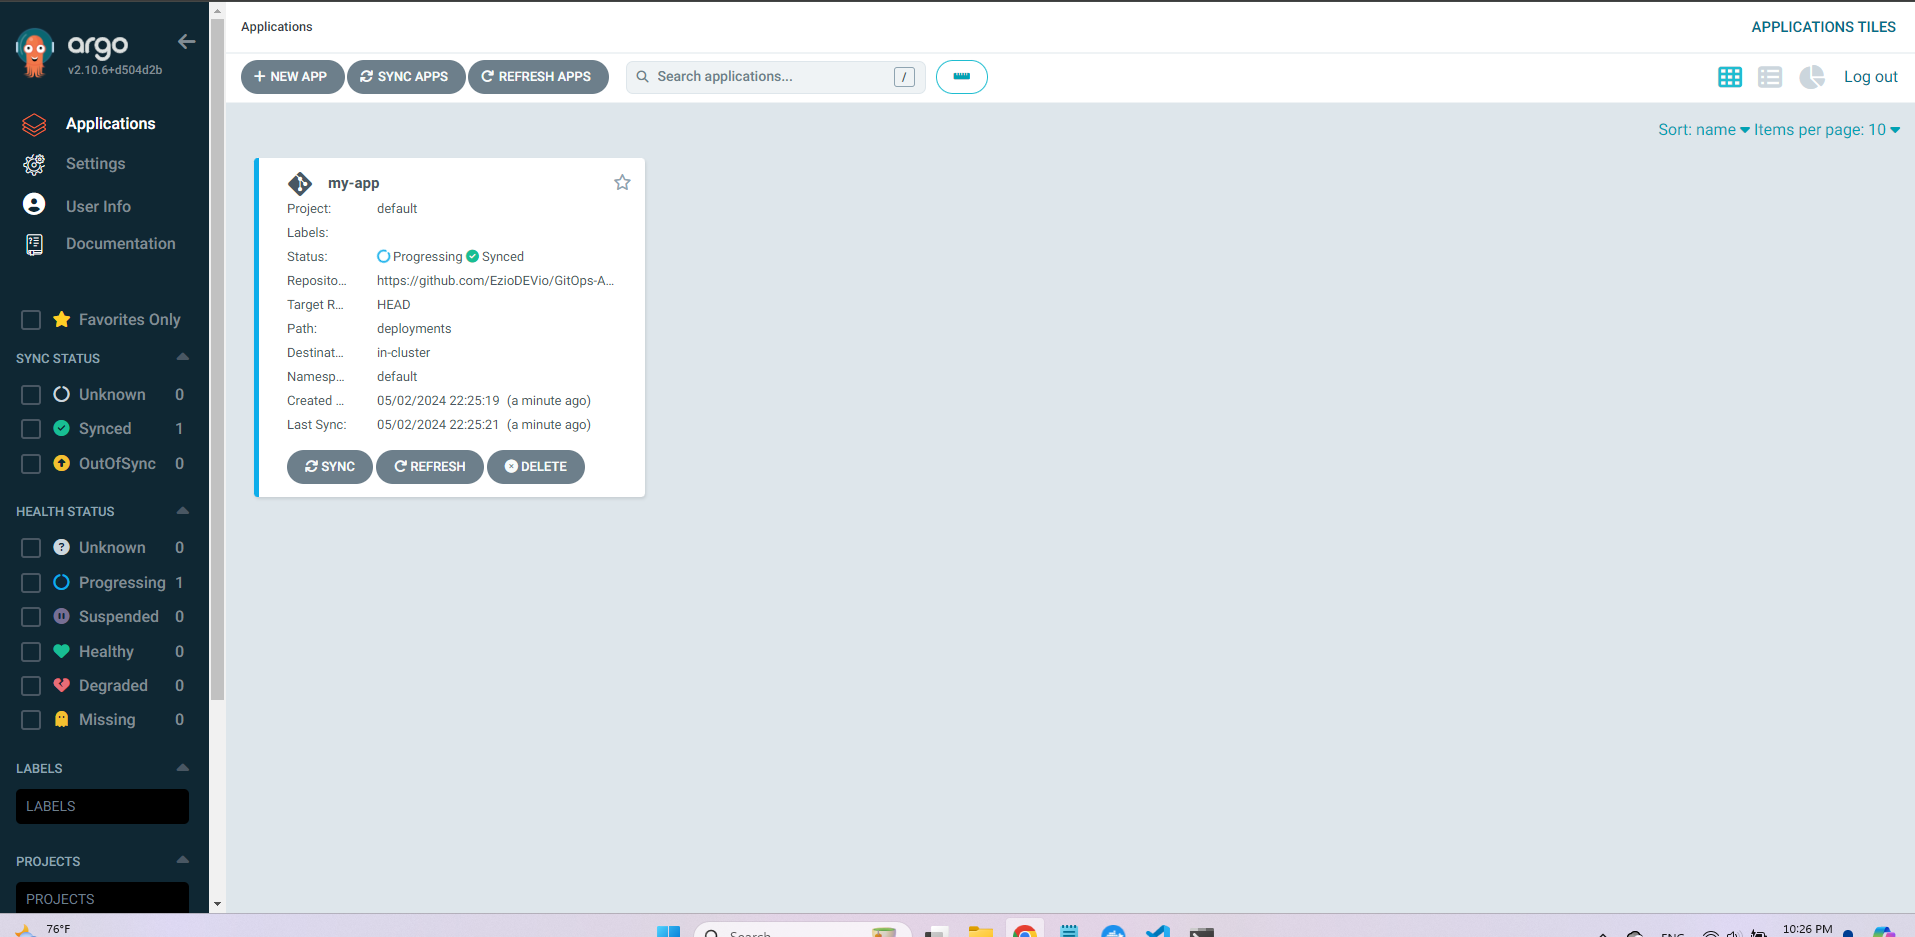 argo
v2.10.6+d504d2b
Applications
Settings
User Info
Documentation
Favorites Only
SYNC STATUS
Unknown 0
Synced 1
OutOfSync 0
HEALTH STATUS
Unknown 0
Progressing 1
Suspended 0
Healthy 0
Degraded 0
Missing 0
LABELS
LABELS
PROJECTS
PROJECTS
Applications
APPLICATIONS TILES
+ NEW APP SYNC APPS REFRESH APPS Search applications... / Log out
Sort: name Items per page: 10
my-app
Project: default
Labels:
Status: Progressing Synced
Reposito... https://github.com/EzioDEVio/GitOps-A...
Target R... HEAD
Path: deployments
Destinat... in-cluster
Namesp... default
Created ... 05/02/2024 22:25:19 (a minute ago)
Last Sync: 05/02/2024 22:25:21 (a minute ago)
SYNC REFRESH DELETE
76°F
Search
ENG
10:26 PM